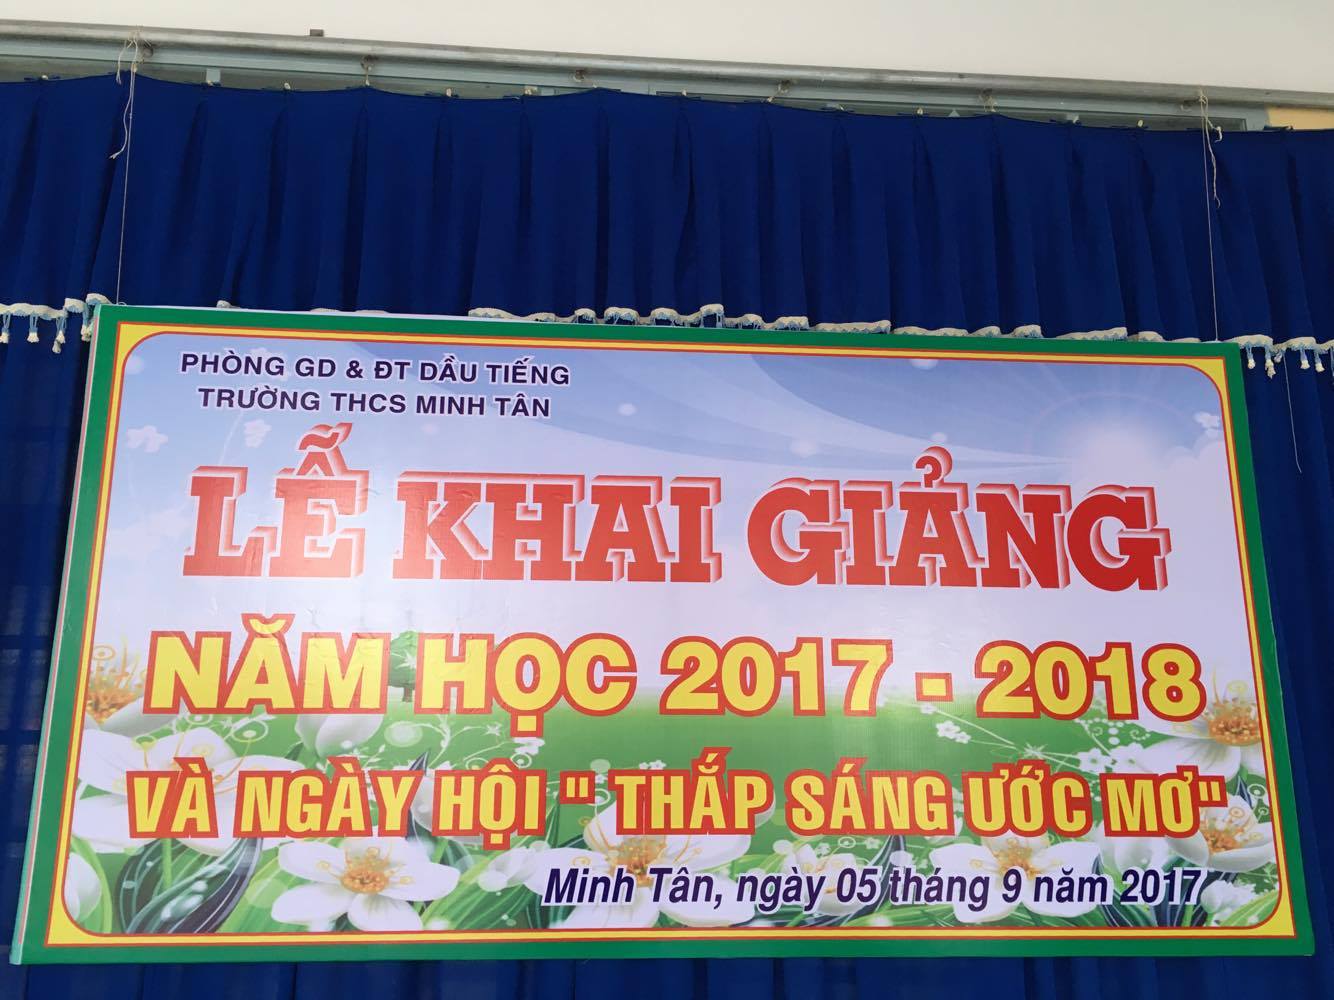 PHÒNG GD & ĐT DẦU TIẾNG
TRƯỜNG THCS MINH TÂN
LỄ KHAI GIẢNG
NĂM HỌC 2017 - 2018
VÀ NGÀY HỘI " THẮP SÁNG ƯỚC MƠ"
Minh Tân, ngày 05 tháng 9 năm 2017